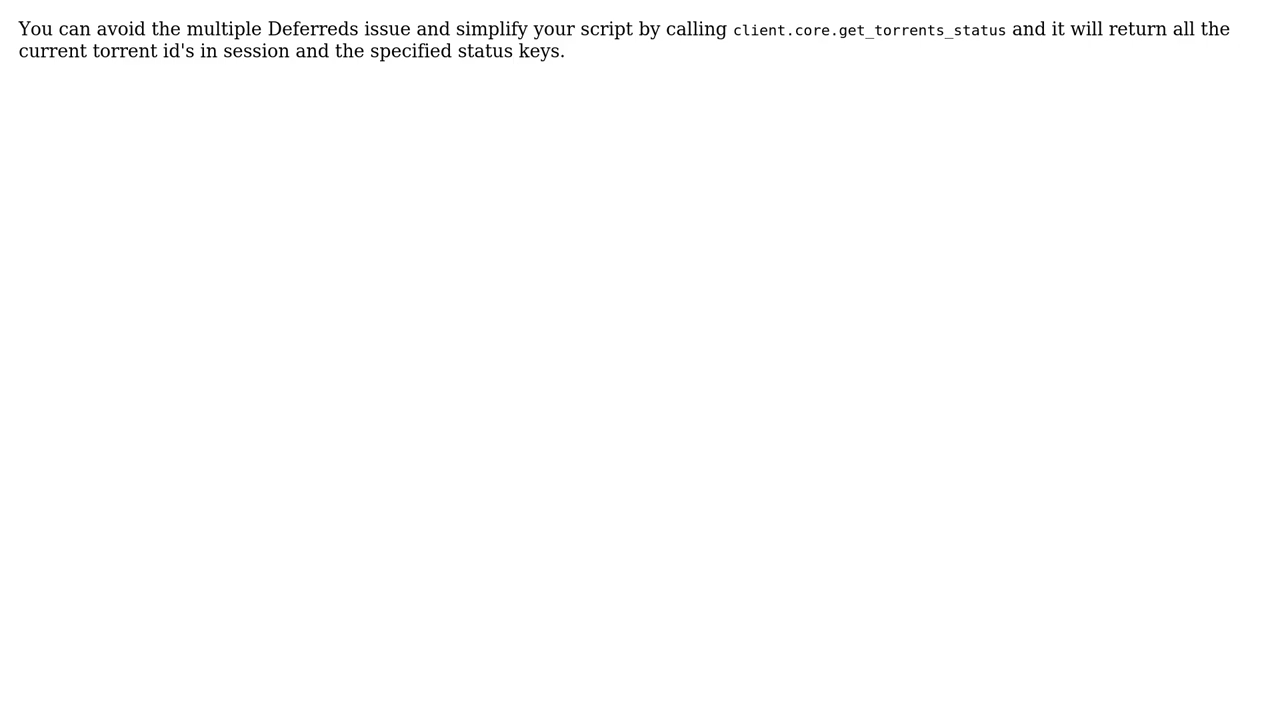 You can avoid the multiple Deferreds issue and simplify your script by calling client.core.get_torrents_status and it will return all the
current torrent id's in session and the specified status keys.